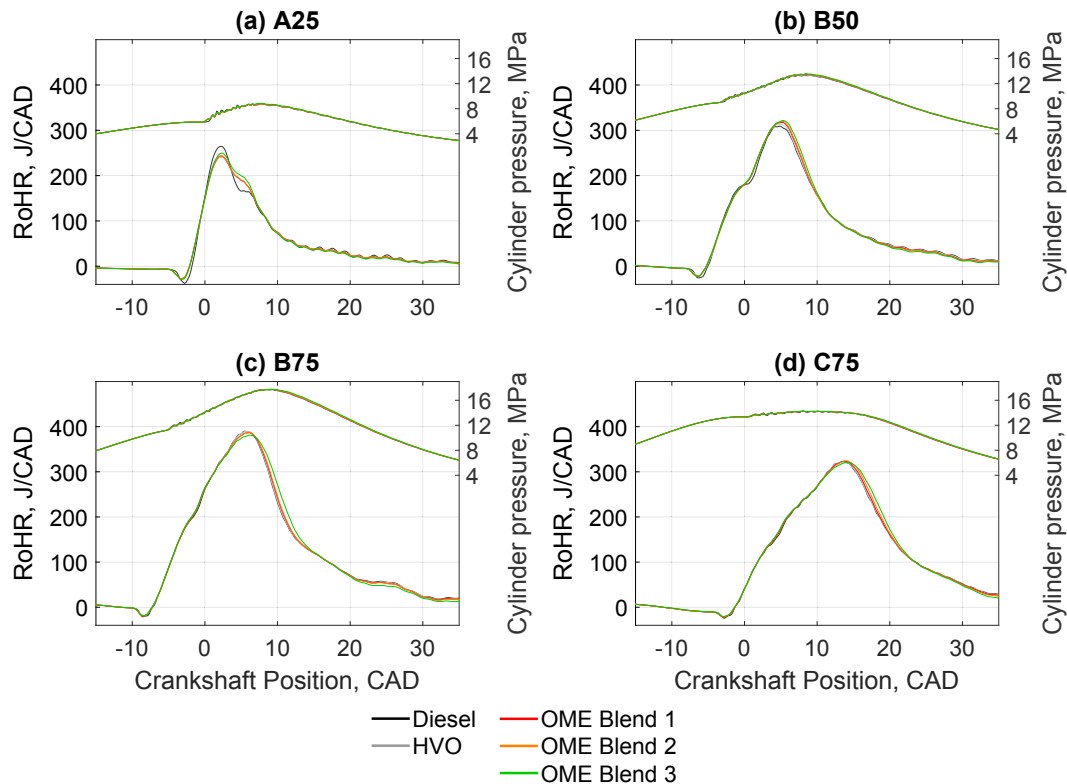 (a) A25
(b) B50
RoHR, J/CAD
400
300
200
100
0
16
12
8
4
Cylinder pressure, MPa
-10 0 10 20 30
RoHR, J/CAD
400
300
200
100
0
16
12
8
4
Cylinder pressure, MPa
-10 0 10 20 30
(c) B75
(d) C75
RoHR, J/CAD
400
300
200
100
0
16
12
8
4
Cylinder pressure, MPa
-10 0 10 20 30
Crankshaft Position, CAD
RoHR, J/CAD
400
300
200
100
0
16
12
8
4
Cylinder pressure, MPa
-10 0 10 20 30
Crankshaft Position, CAD
Diesel
HVO
OME Blend 1
OME Blend 2
OME Blend 3